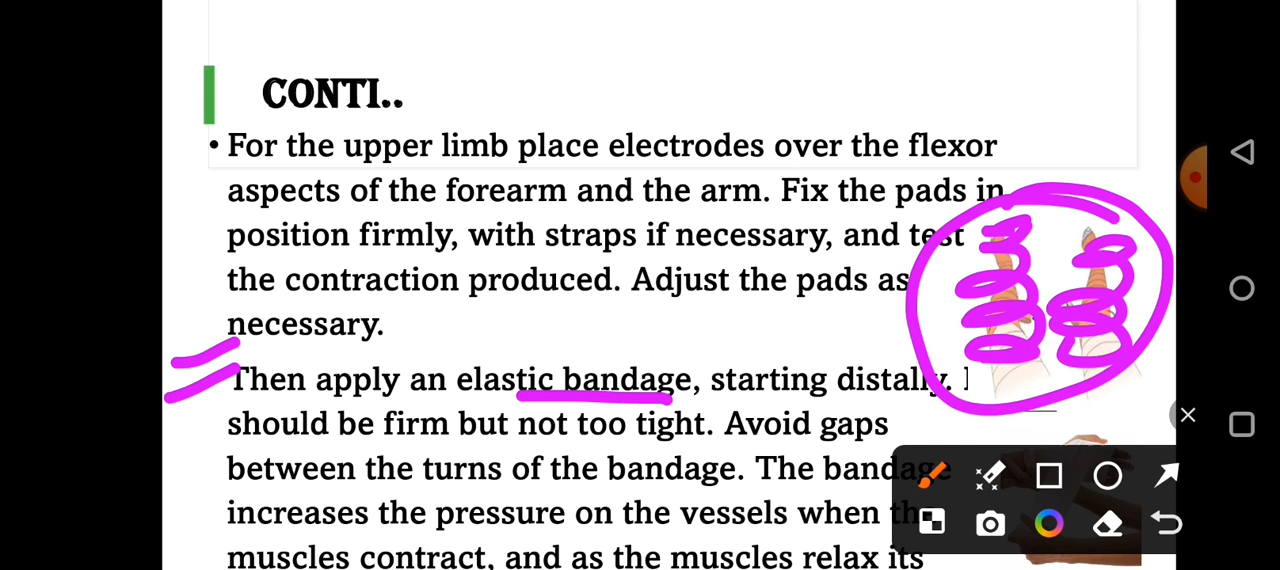 CONTI..
• For the upper limb place electrodes over the flexor
aspects of the forearm and the arm. Fix the pads in
position firmly, with straps if necessary, and test
the contraction produced. Adjust the pads as
necessary.
Then apply an elastic bandage, starting distally.
should be firm but not too tight. Avoid gaps
between the turns of the bandage. The bandage
increases the pressure on the vessels when the
muscles contract, and as the muscles relax its